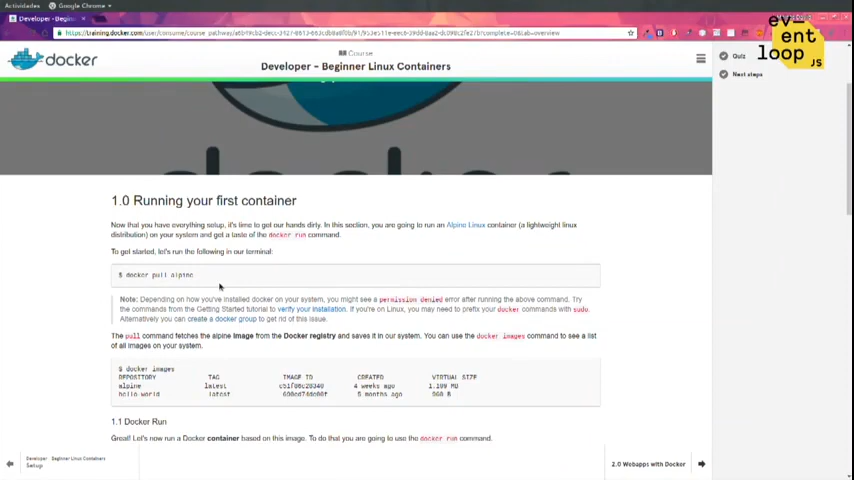 Actividades
Google Chrome
Developer - Beginn
docker
Course
Developer - Beginner Linux Containers
event
loop
JS
Quiz
Next steps
1.0 Running your first container
Now that you have everything setup, it's time to get our hands dirty. In this section, you are going to run an Alpine Linux container (a lightweight linux
distribution) on your system and get a taste of the docker run command.
To get started, let's run the following in our terminal:
$ docker pull alpine
Note: Depending on how you've installed docker on your system, you might see a permission denied error after running the above command. Try
the commands from the Getting Started tutorial to verify your installation. If you're on Linux, you may need to prefix your docker commands with sudo.
Alternatively you can create a docker group to get rid of this issue.
The pull command fetches the alpine image from the Docker registry and saves it in our system. You can use the docker images command to see a list
of all images on your system.
$ docker images
REPOSITORY TAG IMAGE ID CREATED VIRTUAL SIZE
alpine latest c51f86c28340 4 weeks ago 1.109 MB
hello-world latest 690ed74de00f 5 months ago 960 B
1.1 Docker Run
Great! Let's now run a Docker container based on this image. To do that you are going to use the docker run command.
Developer - Beginner Linux Containers
Setup
2.0 Webapps with Docker